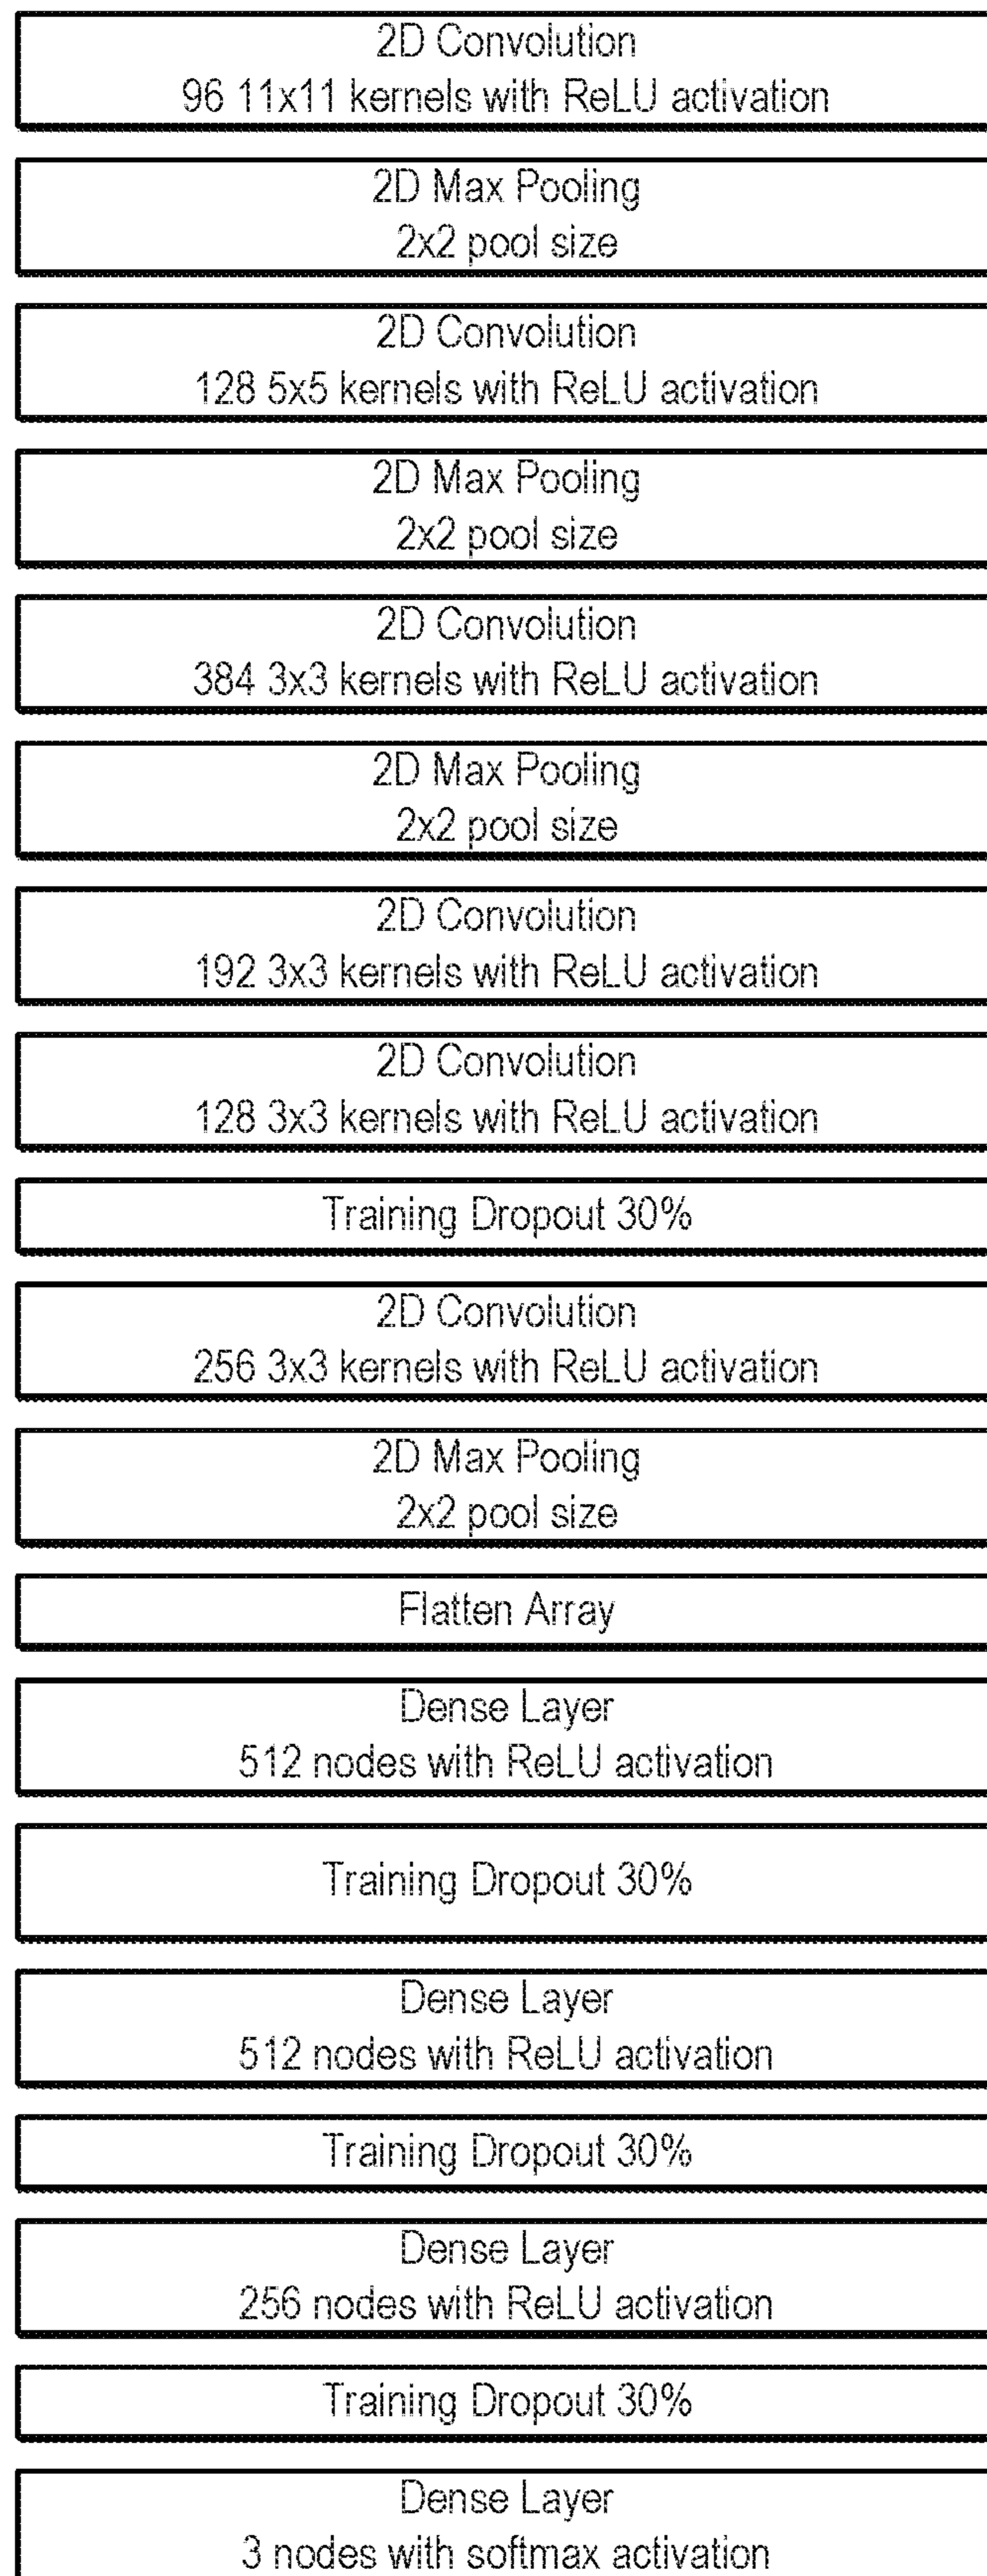 2D Convolution
96 11x11 kernels with ReLU activation
2D Max Pooling
2x2 pool size
2D Convolution
128 5x5 kernels with ReLU activation
2D Max Pooling
2x2 pool size
2D Convolution
384 3x3 kernels with ReLU activation
2D Max Pooling
2x2 pool size
2D Convolution
192 3x3 kernels with ReLU activation
2D Convolution
128 3x3 kernels with ReLU activation
Training Dropout 30%
2D Convolution
256 3x3 kernels with ReLU activation
2D Max Pooling
2x2 pool size
Flatten Array
Dense Layer
512 nodes with ReLU activation
Training Dropout 30%
Dense Layer
512 nodes with ReLU activation
Training Dropout 30%
Dense Layer
256 nodes with ReLU activation
Training Dropout 30%
Dense Layer
3 nodes with softmax activation